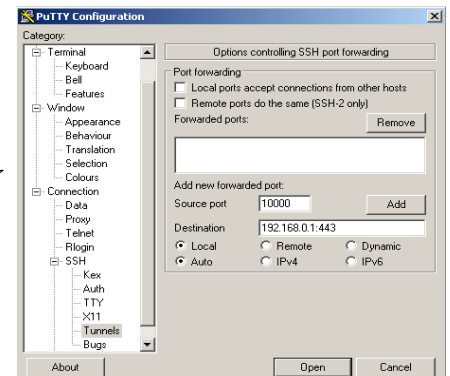 PuTTY Configuration
Category:
Terminal
Keyboard
Bell
Features
Window
Appearance
Behaviour
Translation
Selection
Colours
Connection
Data
Proxy
Telnet
Rlogin
SSH
Kex
Auth
TTY
X11
Tunnels
Bugs
Options controlling SSH port forwarding
Port forwarding
Local ports accept connections from other hosts
Remote ports do the same (SSH-2 only)
Forwarded ports:
Remove
Add new forwarded port:
Source port 10000 Add
Destination 192.168.0.1:443
Local Remote Dynamic
Auto IPv4 IPv6
About Open Cancel